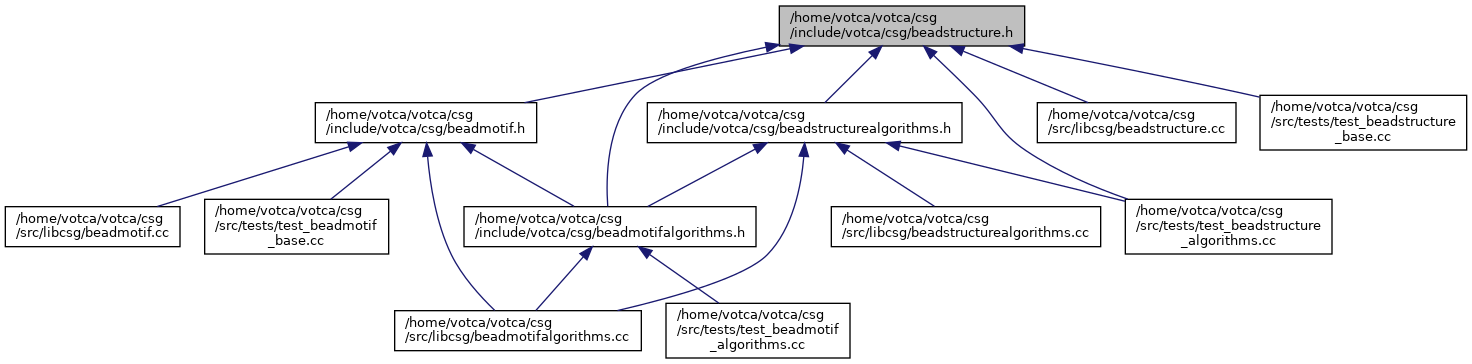 /home/votca/votca/csg
/include/votca/csg/beadstructure.h
/home/votca/votca/csg
/include/votca/csg/beadmotif.h
/home/votca/votca/csg
/include/votca/csg/beadstructurealgorithms.h
/home/votca/votca/csg
/src/libcsg/beadstructure.cc
/home/votca/votca/csg
/src/tests/test_beadstructure
_base.cc
/home/votca/votca/csg
/src/libcsg/beadmotif.cc
/home/votca/votca/csg
/src/tests/test_beadmotif
_base.cc
/home/votca/votca/csg
/include/votca/csg/beadmotifalgorithms.h
/home/votca/votca/csg
/src/libcsg/beadstructurealgorithms.cc
/home/votca/votca/csg
/src/tests/test_beadstructure
_algorithms.cc
/home/votca/votca/csg
/src/libcsg/beadmotifalgorithms.cc
/home/votca/votca/csg
/src/tests/test_beadmotif
_algorithms.cc